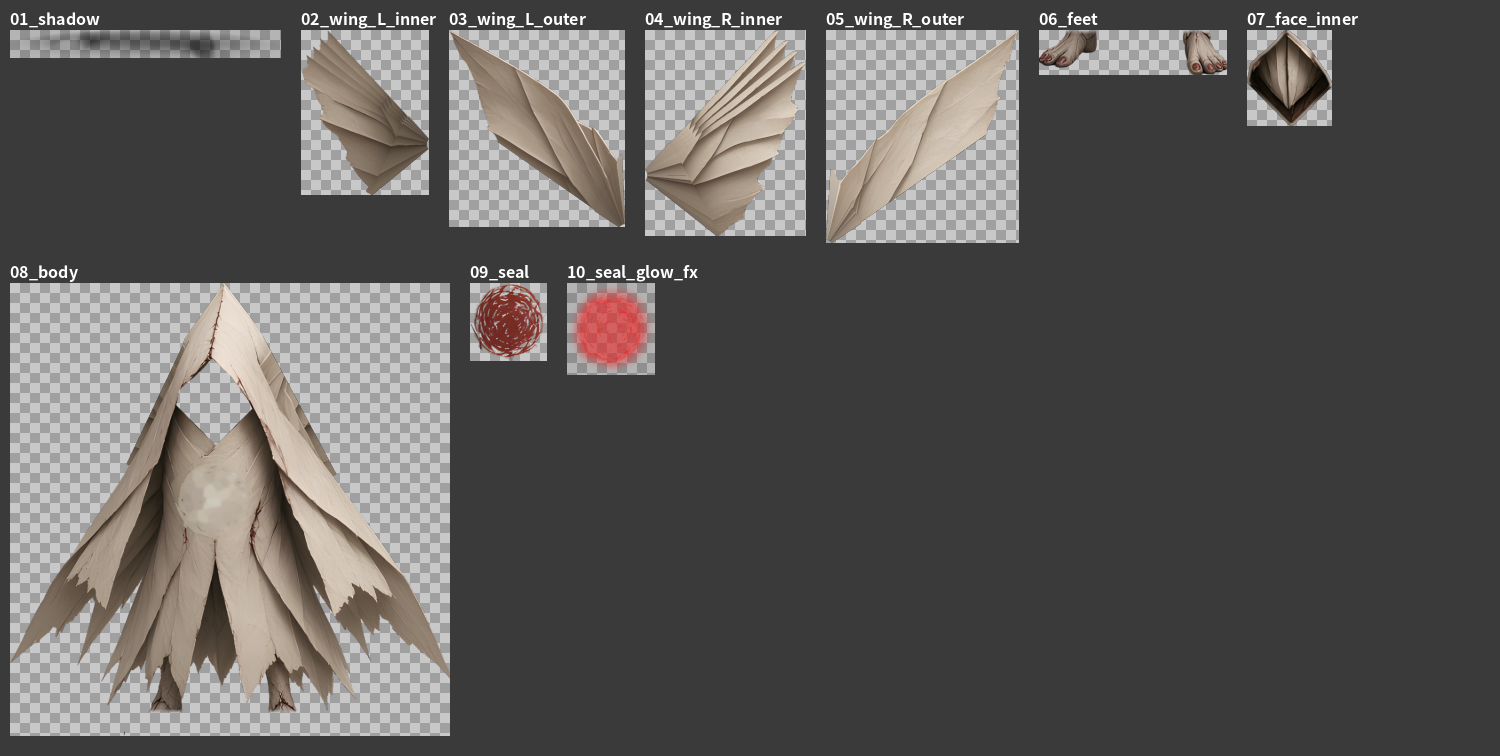 01_shadow
02_wing_L_inner
03_wing_L_outer
04_wing_R_inner
05_wing_R_outer
06_feet
07_face_inner
08_body
09_seal
10_seal_glow_fx